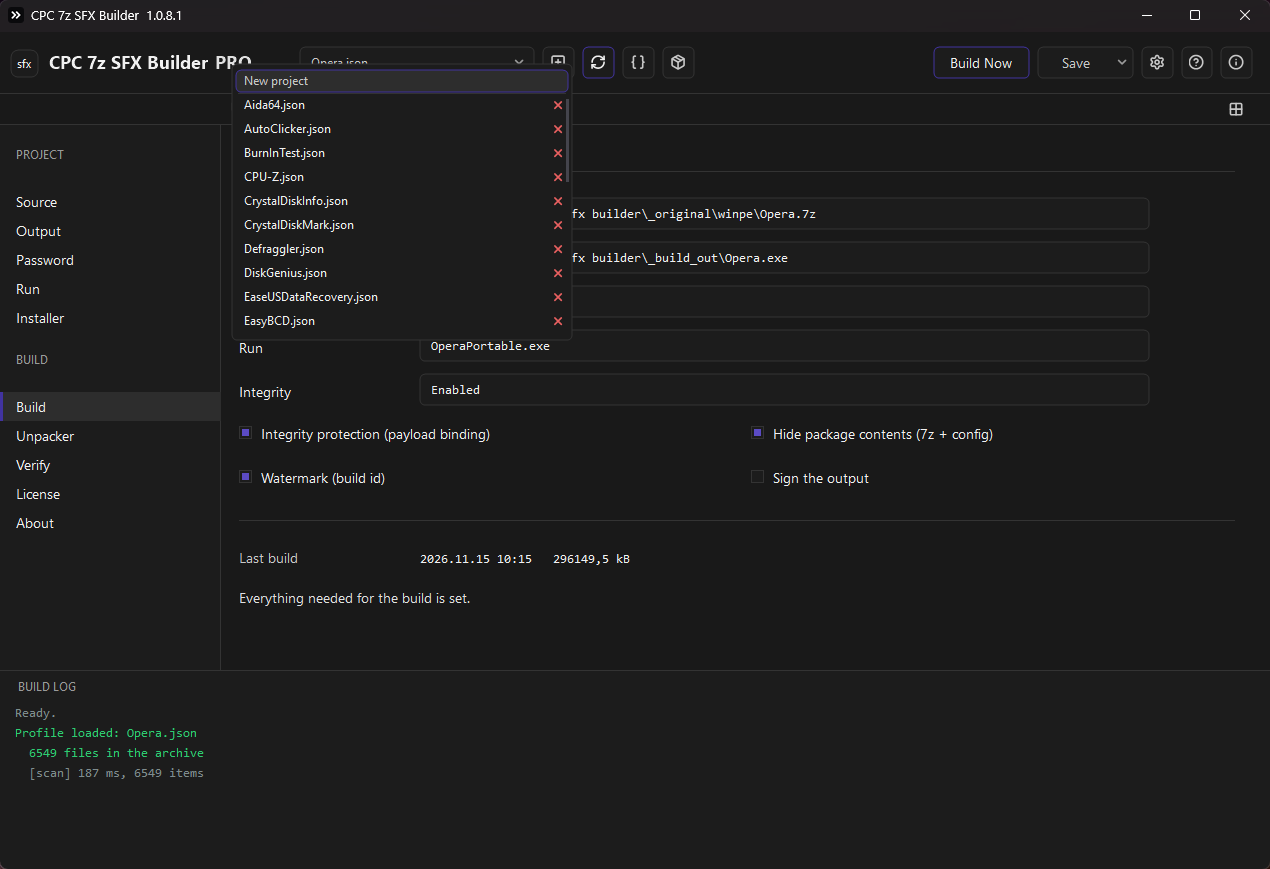 CPC 7z SFX Builder 1.0.8.1
sfx
CPC 7z SFX Builder PRO
Opera.json
Build Now
Save
New project
Aida64.json
AutoClicker.json
BurnInTest.json
CPU-Z.json
CrystalDiskInfo.json
CrystalDiskMark.json
Defraggler.json
DiskGenius.json
EaseUSDataRecovery.json
EasyBCD.json
PROJECT
Source
Output
Password
Run
Installer
BUILD
Build
Unpacker
Verify
License
About
fx builder\_original\winpe\Opera.7z
fx builder\_build_out\Opera.exe
Run
OperaPortable.exe
Integrity
Enabled
Integrity protection (payload binding)
Hide package contents (7z + config)
Watermark (build id)
Sign the output
Last build
2026.11.15 10:15 296149,5 kB
Everything needed for the build is set.
BUILD LOG
Ready.
Profile loaded: Opera.json
6549 files in the archive
[scan] 187 ms, 6549 items